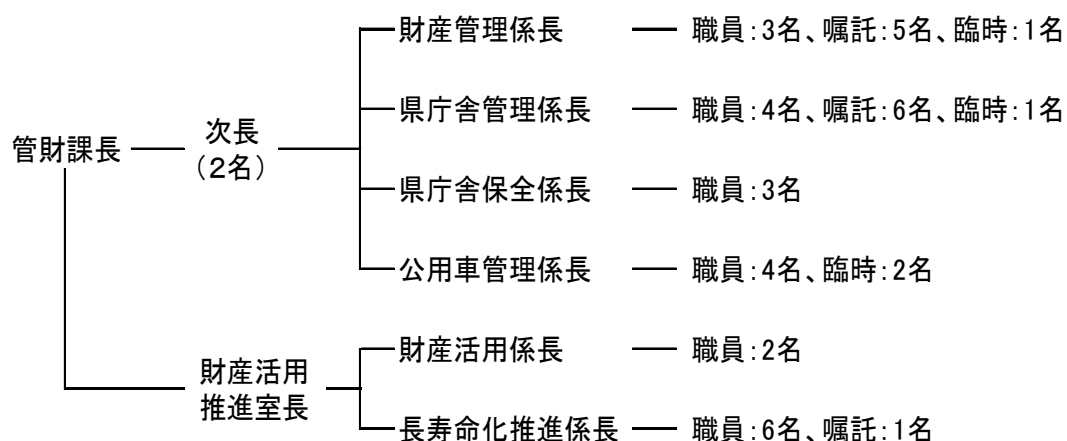 財産管理係長 職員:3名、嘱託:5名、臨時:1名
県庁舎管理係長 職員:4名、嘱託:6名、臨時:1名
管財課長 次長
(2名)
県庁舎保全係長 職員:3名
公用車管理係長 職員:4名、臨時:2名
財産活用係長 職員:2名
財産活用
推進室長
長寿命化推進係長 職員:6名、嘱託:1名